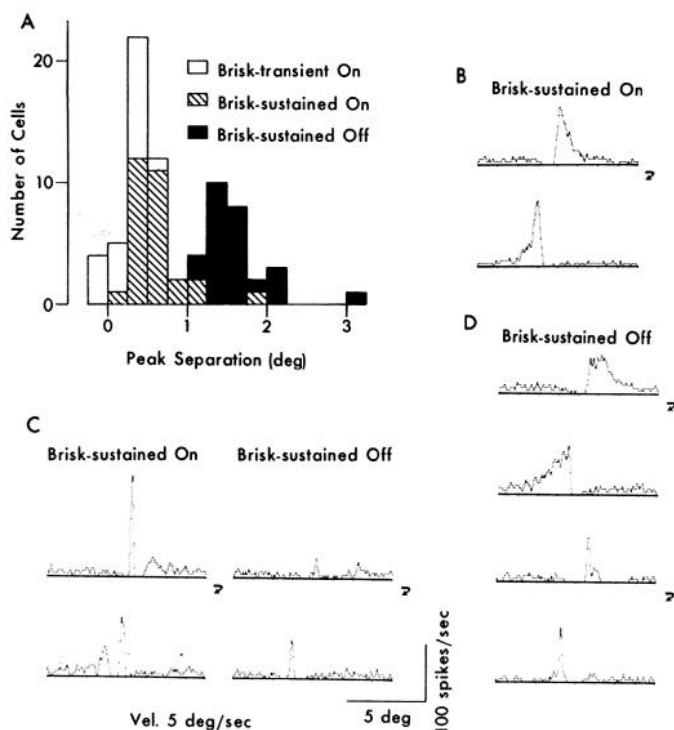 A
20
10
0
Number of Cells
Brisk-transient On
Brisk-sustained On
Brisk-sustained Off
0 1 2 3
Peak Separation (deg)
B
Brisk-sustained On
C
Brisk-sustained On Brisk-sustained Off
Vel. 5 deg/sec
5 deg
100 spikes/sec
D
Brisk-sustained Off